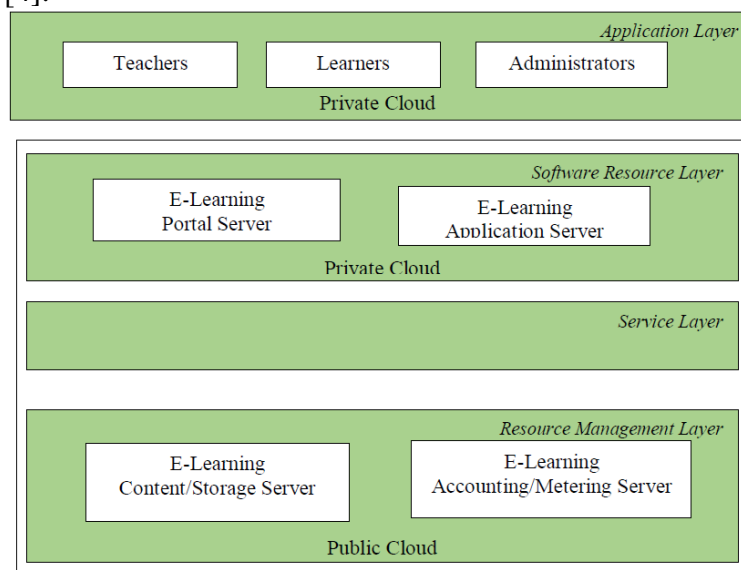 Application Layer
Teachers
Learners
Administrators
Private Cloud
Software Resource Layer
E-Learning
Portal Server
E-Learning
Application Server
Private Cloud
Service Layer
Resource Management Layer
E-Learning
Content/Storage Server
E-Learning
Accounting/Metering Server
Public Cloud